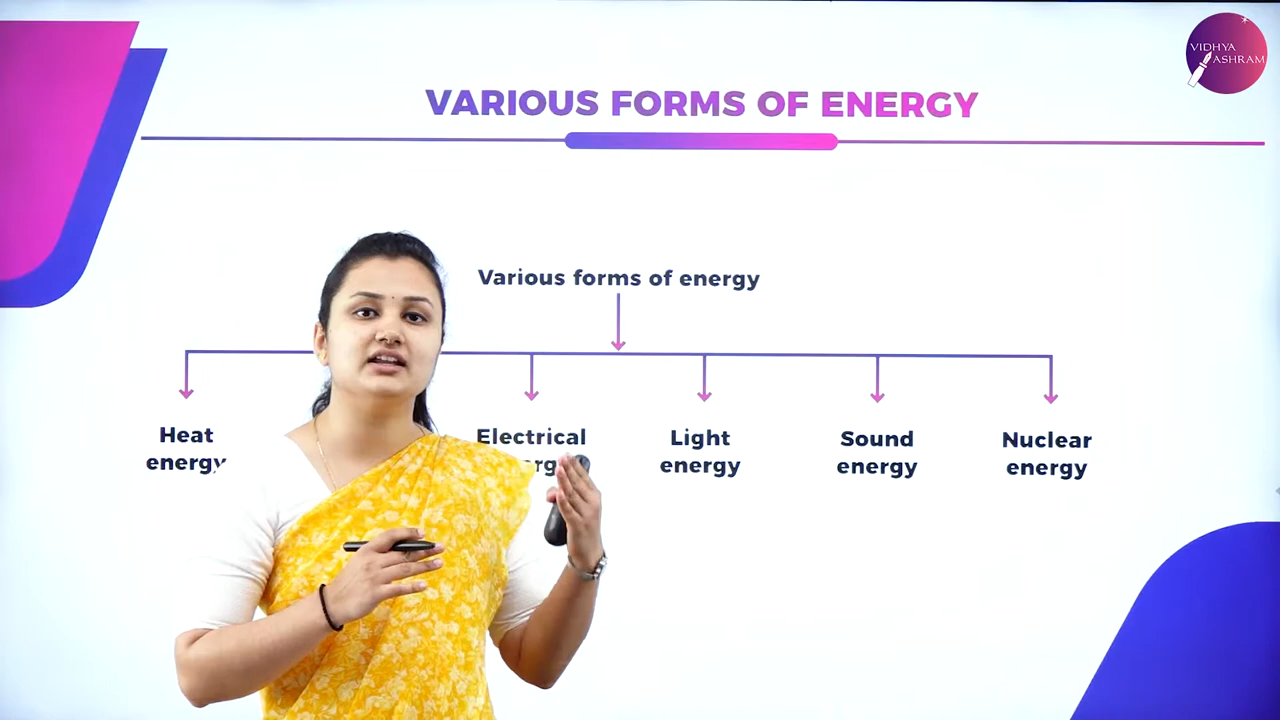 VIDHYA
ASHRAM
VARIOUS FORMS OF ENERGY
Various forms of energy
Heat
energy
Electrical
Light
energy
Sound
energy
Nuclear
energy